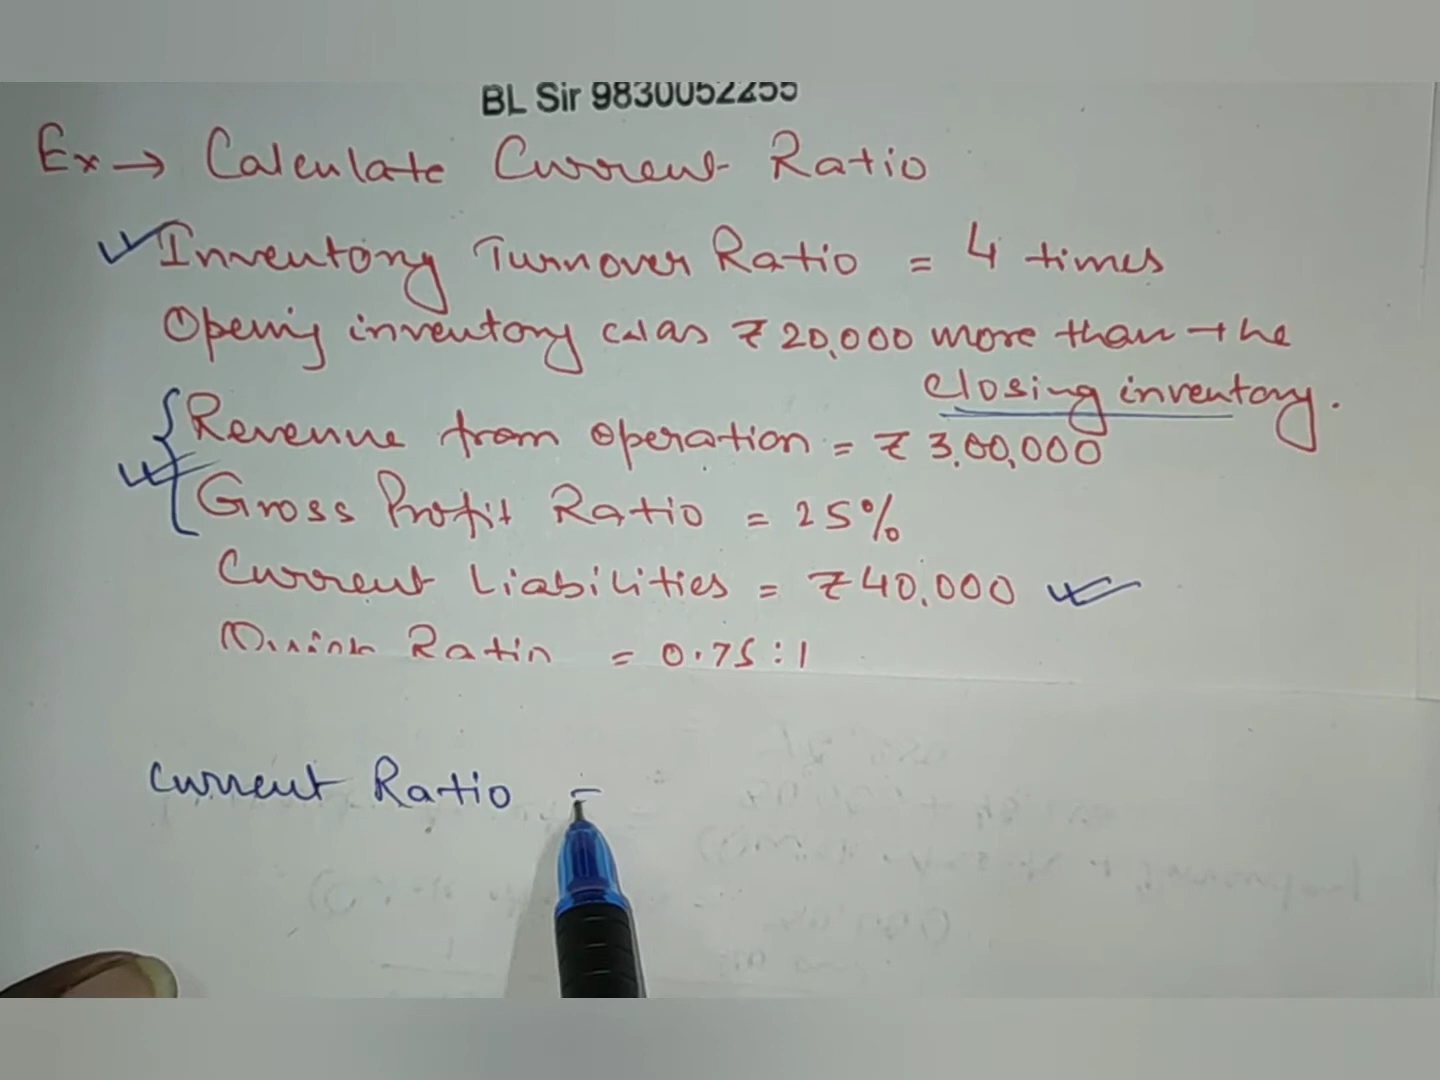 BL Sir 9830052255
Ex → Calculate Current Ratio
Inventory Turnover Ratio = 4 times
Opening inventory was ₹20,000 more than the
closing inventory.
Revenue from operation = ₹3,00,000
Gross Profit Ratio = 25%
Current Liabilities = ₹40,000
Quick Ratio = 0.75:1
Current Ratio =